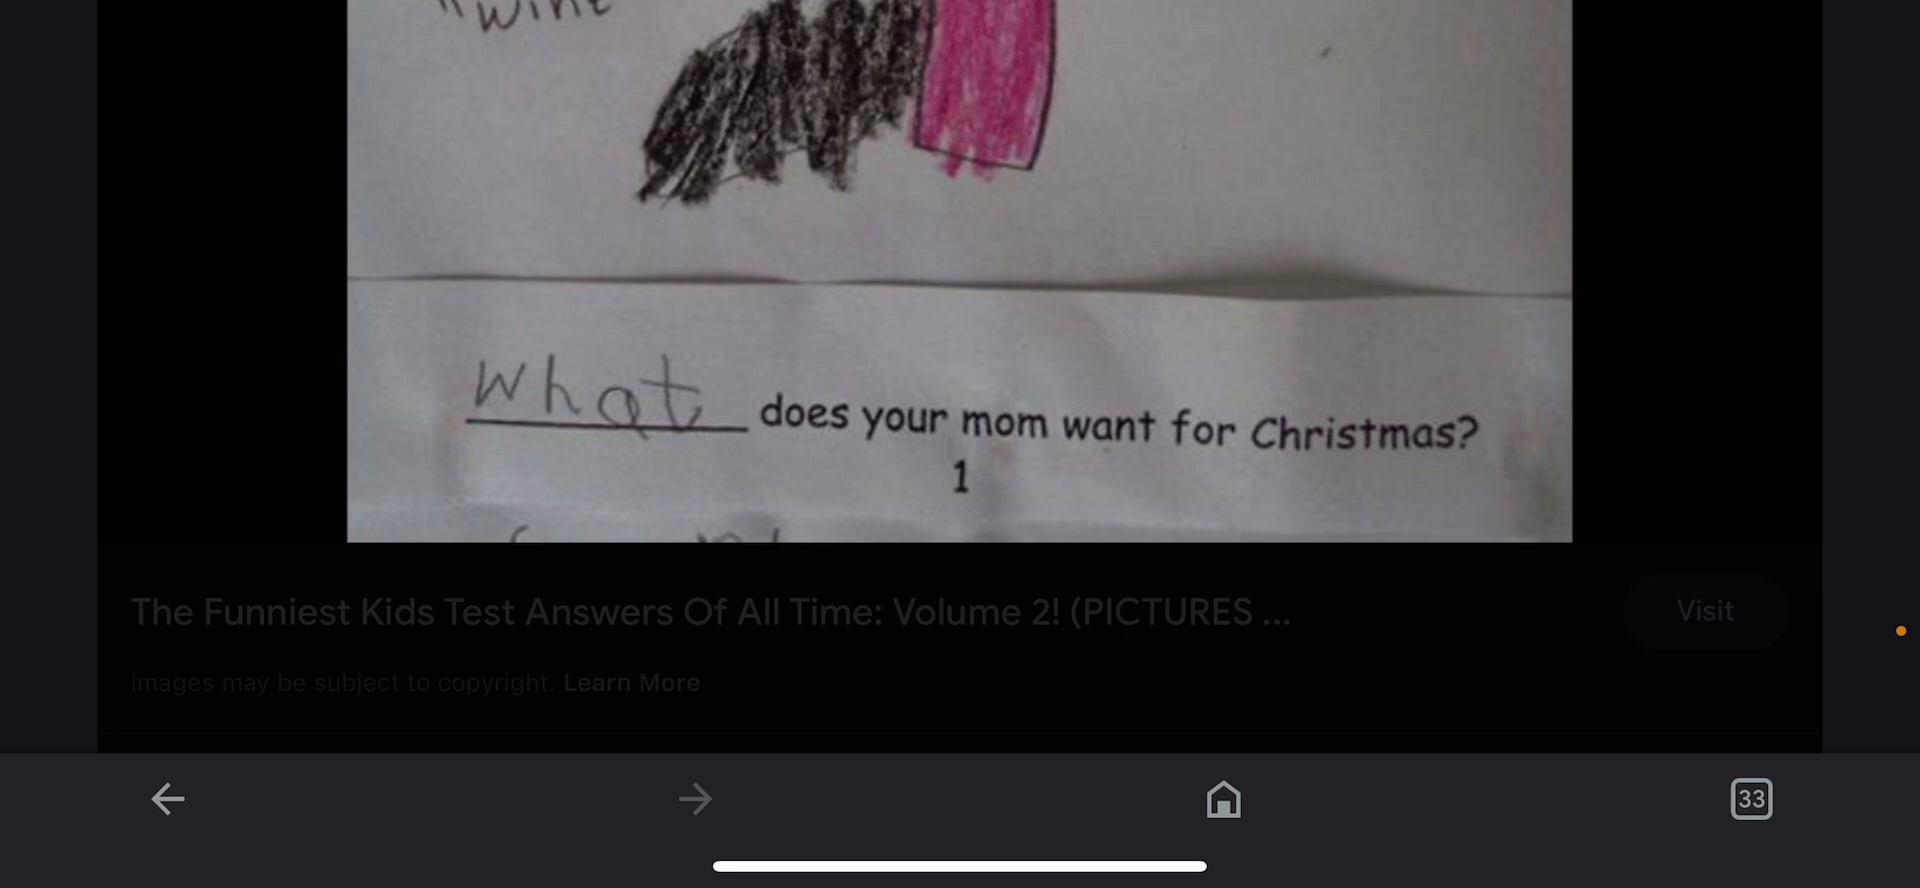 "Wine
What does your mom want for Christmas?
1
The Funniest Kids Test Answers Of All Time: Volume 2! (PICTURES ...
Visit
Images may be subject to copyright. Learn More
33